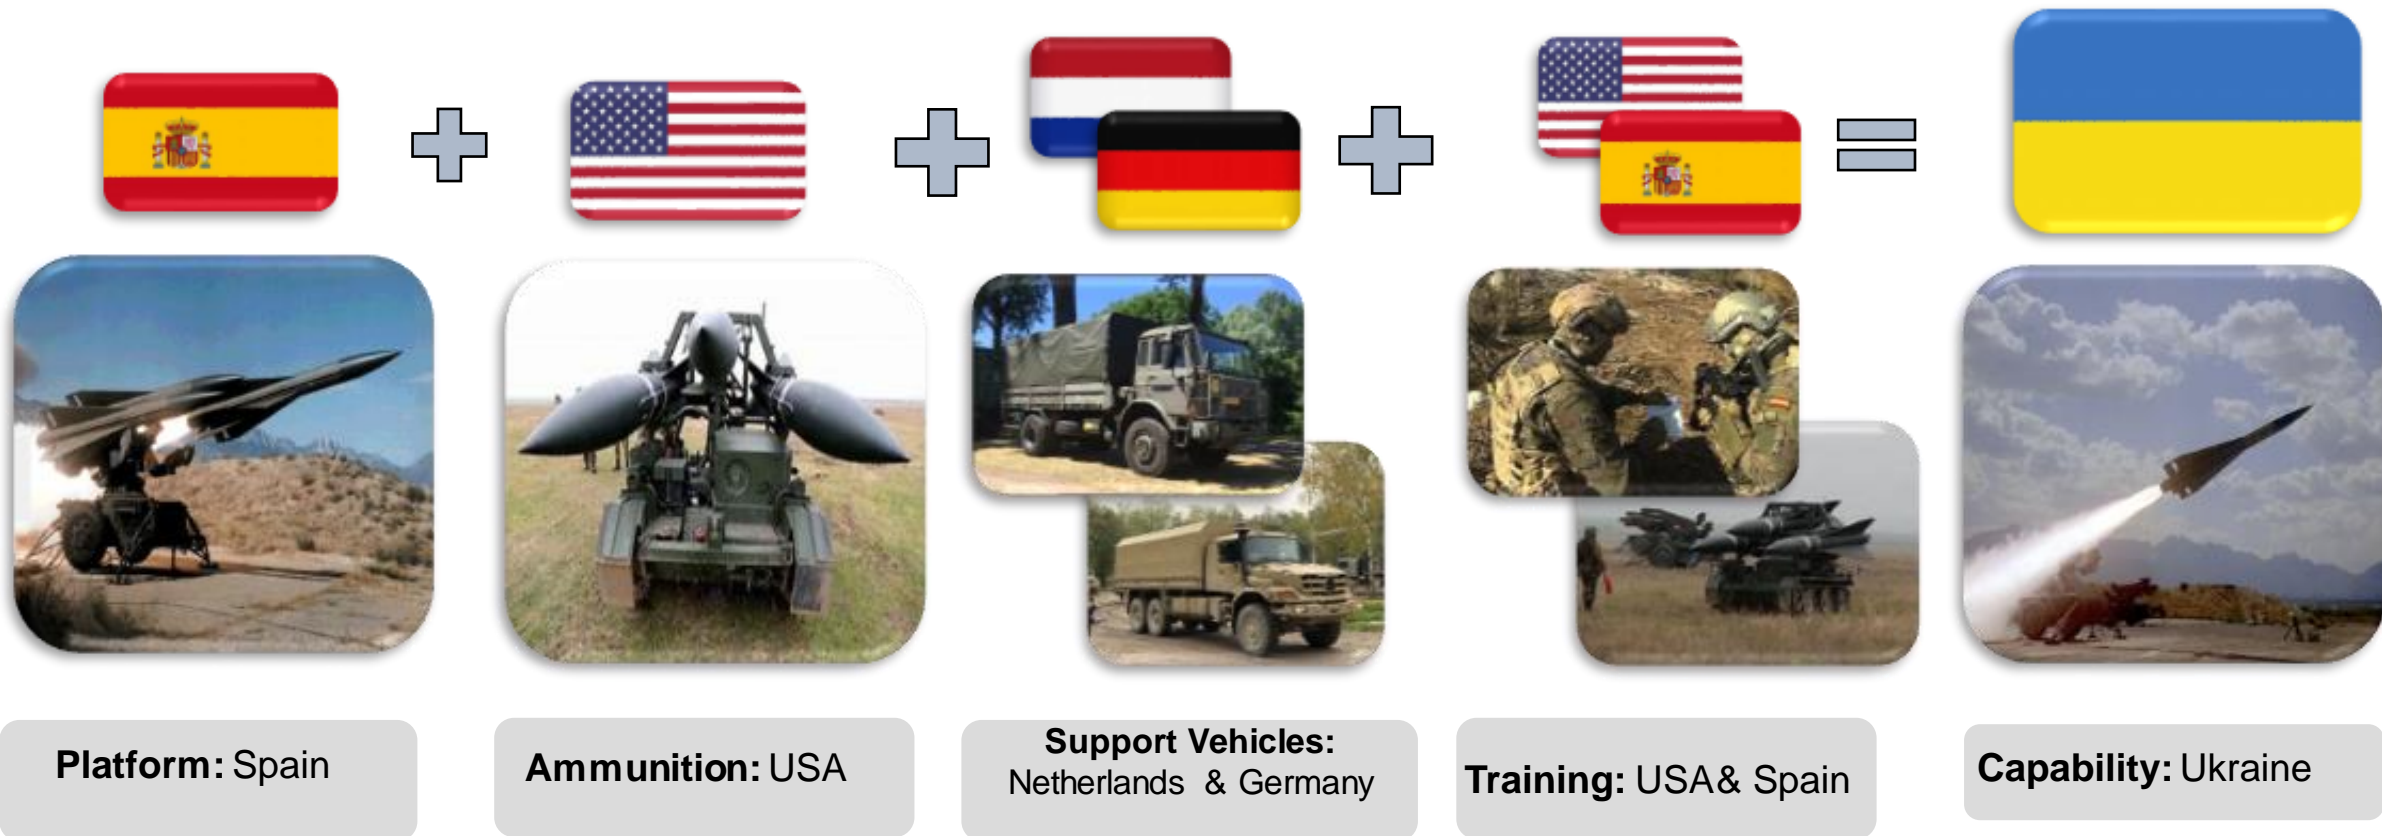 Platform: Spain
Ammunition: USA
Support Vehicles:
Netherlands & Germany
Training: USA& Spain
Capability: Ukraine